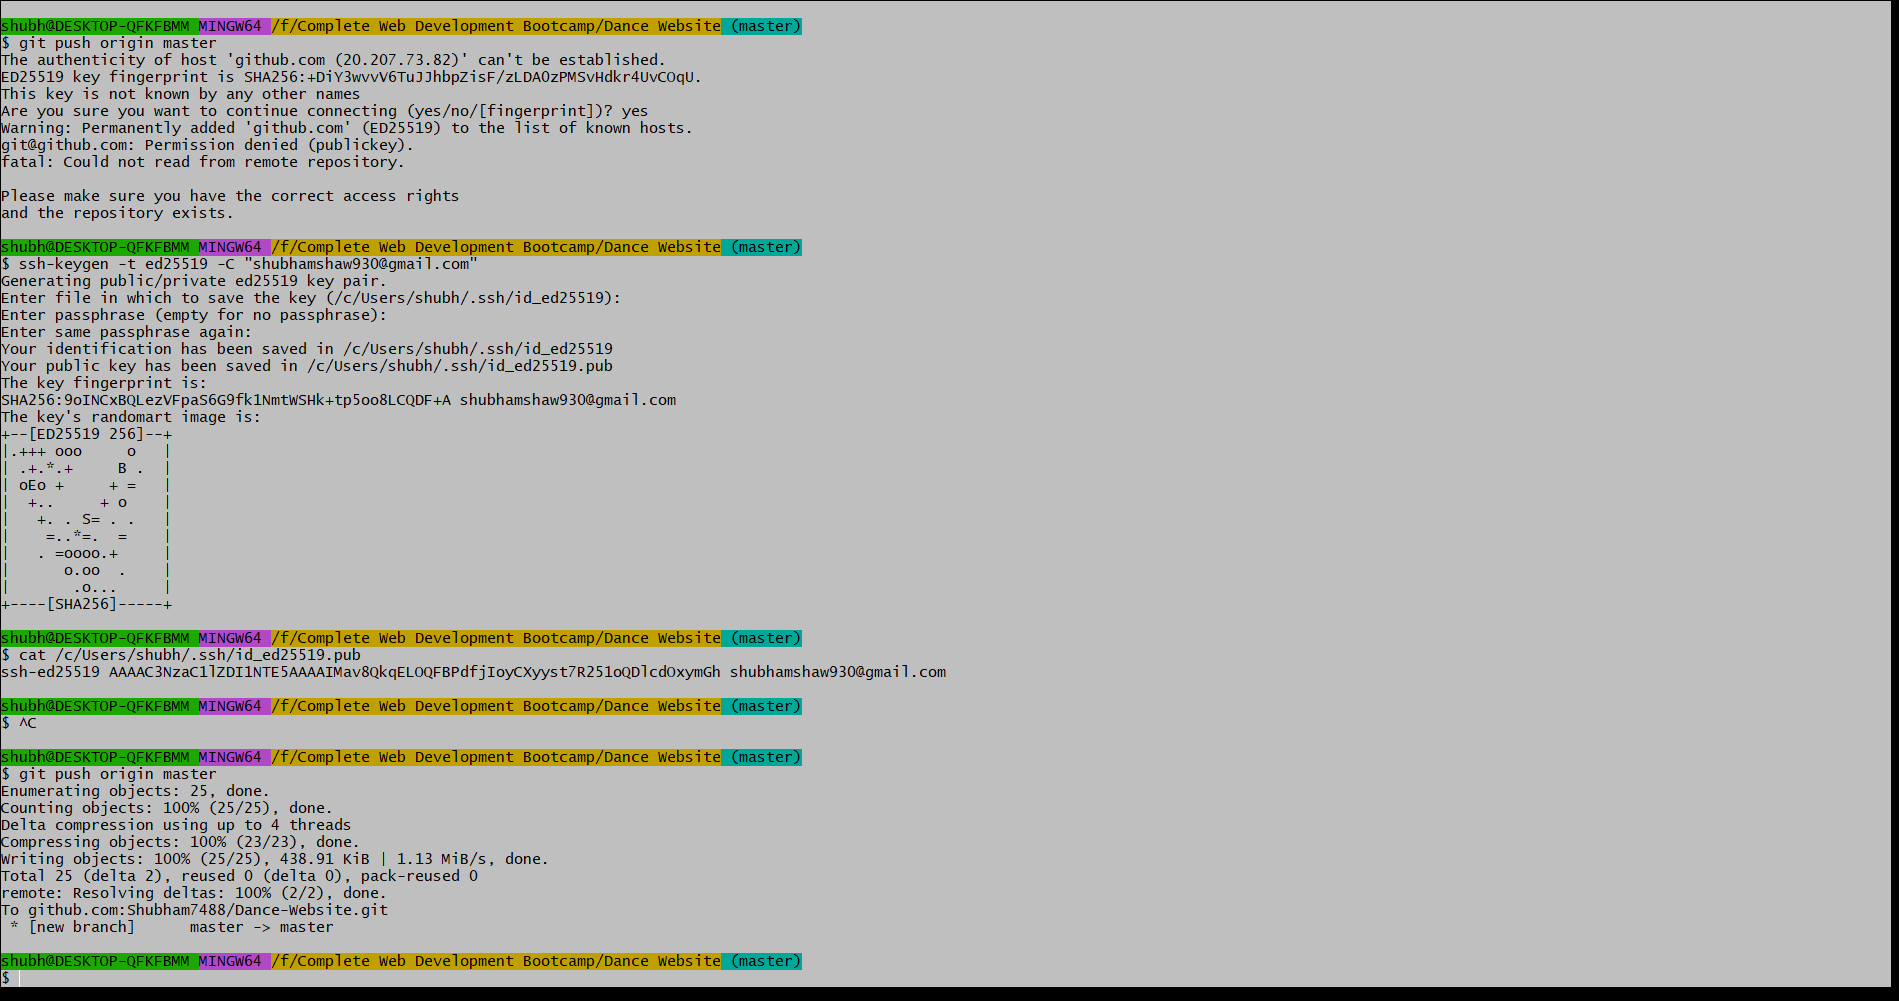 shubh@DESKTOP-QFKFBMM MINGW64 /f/Complete Web Development Bootcamp/Dance Website (master)
$ git push origin master
The authenticity of host 'github.com (20.207.73.82)' can't be established.
ED25519 key fingerprint is SHA256:+DiY3wvvV6TuJJhbpZisF/zLDA0zPMSvHdkr4UvCOqU.
This key is not known by any other names
Are you sure you want to continue connecting (yes/no/[fingerprint])? yes
Warning: Permanently added 'github.com' (ED25519) to the list of known hosts.
git@github.com: Permission denied (publickey).
fatal: Could not read from remote repository.

Please make sure you have the correct access rights
and the repository exists.

shubh@DESKTOP-QFKFBMM MINGW64 /f/Complete Web Development Bootcamp/Dance Website (master)
$ ssh-keygen -t ed25519 -C "shubhamshaw930@gmail.com"
Generating public/private ed25519 key pair.
Enter file in which to save the key (/c/Users/shubh/.ssh/id_ed25519):
Enter passphrase (empty for no passphrase):
Enter same passphrase again:
Your identification has been saved in /c/Users/shubh/.ssh/id_ed25519
Your public key has been saved in /c/Users/shubh/.ssh/id_ed25519.pub
The key fingerprint is:
SHA256:9oINCxBQLezVFpaS6G9fk1NmtWSHk+tp5oo8LCQDF+A shubhamshaw930@gmail.com
The key's randomart image is:
+--[ED25519 256]--+
|.+++ ooo     o   |
| .+.*.+     B .  |
| oEo +     + =   |
|  +..     + o    |
|   +. . S= . .   |
|    =..*=.  =    |
|   . =oooo.+     |
|      o.oo  .    |
|       .o...     |
+----[SHA256]-----+

shubh@DESKTOP-QFKFBMM MINGW64 /f/Complete Web Development Bootcamp/Dance Website (master)
$ cat /c/Users/shubh/.ssh/id_ed25519.pub
ssh-ed25519 AAAAC3NzaC1lZDI1NTE5AAAAIMav8QkqELOQFBPdfjIoyCXyyst7R251oQDlcdOxymGh shubhamshaw930@gmail.com

shubh@DESKTOP-QFKFBMM MINGW64 /f/Complete Web Development Bootcamp/Dance Website (master)
$ ^C

shubh@DESKTOP-QFKFBMM MINGW64 /f/Complete Web Development Bootcamp/Dance Website (master)
$ git push origin master
Enumerating objects: 25, done.
Counting objects: 100% (25/25), done.
Delta compression using up to 4 threads
Compressing objects: 100% (23/23), done.
Writing objects: 100% (25/25), 438.91 KiB | 1.13 MiB/s, done.
Total 25 (delta 2), reused 0 (delta 0), pack-reused 0
remote: Resolving deltas: 100% (2/2), done.
To github.com:Shubham7488/Dance-Website.git
 * [new branch]      master -> master

shubh@DESKTOP-QFKFBMM MINGW64 /f/Complete Web Development Bootcamp/Dance Website (master)
$